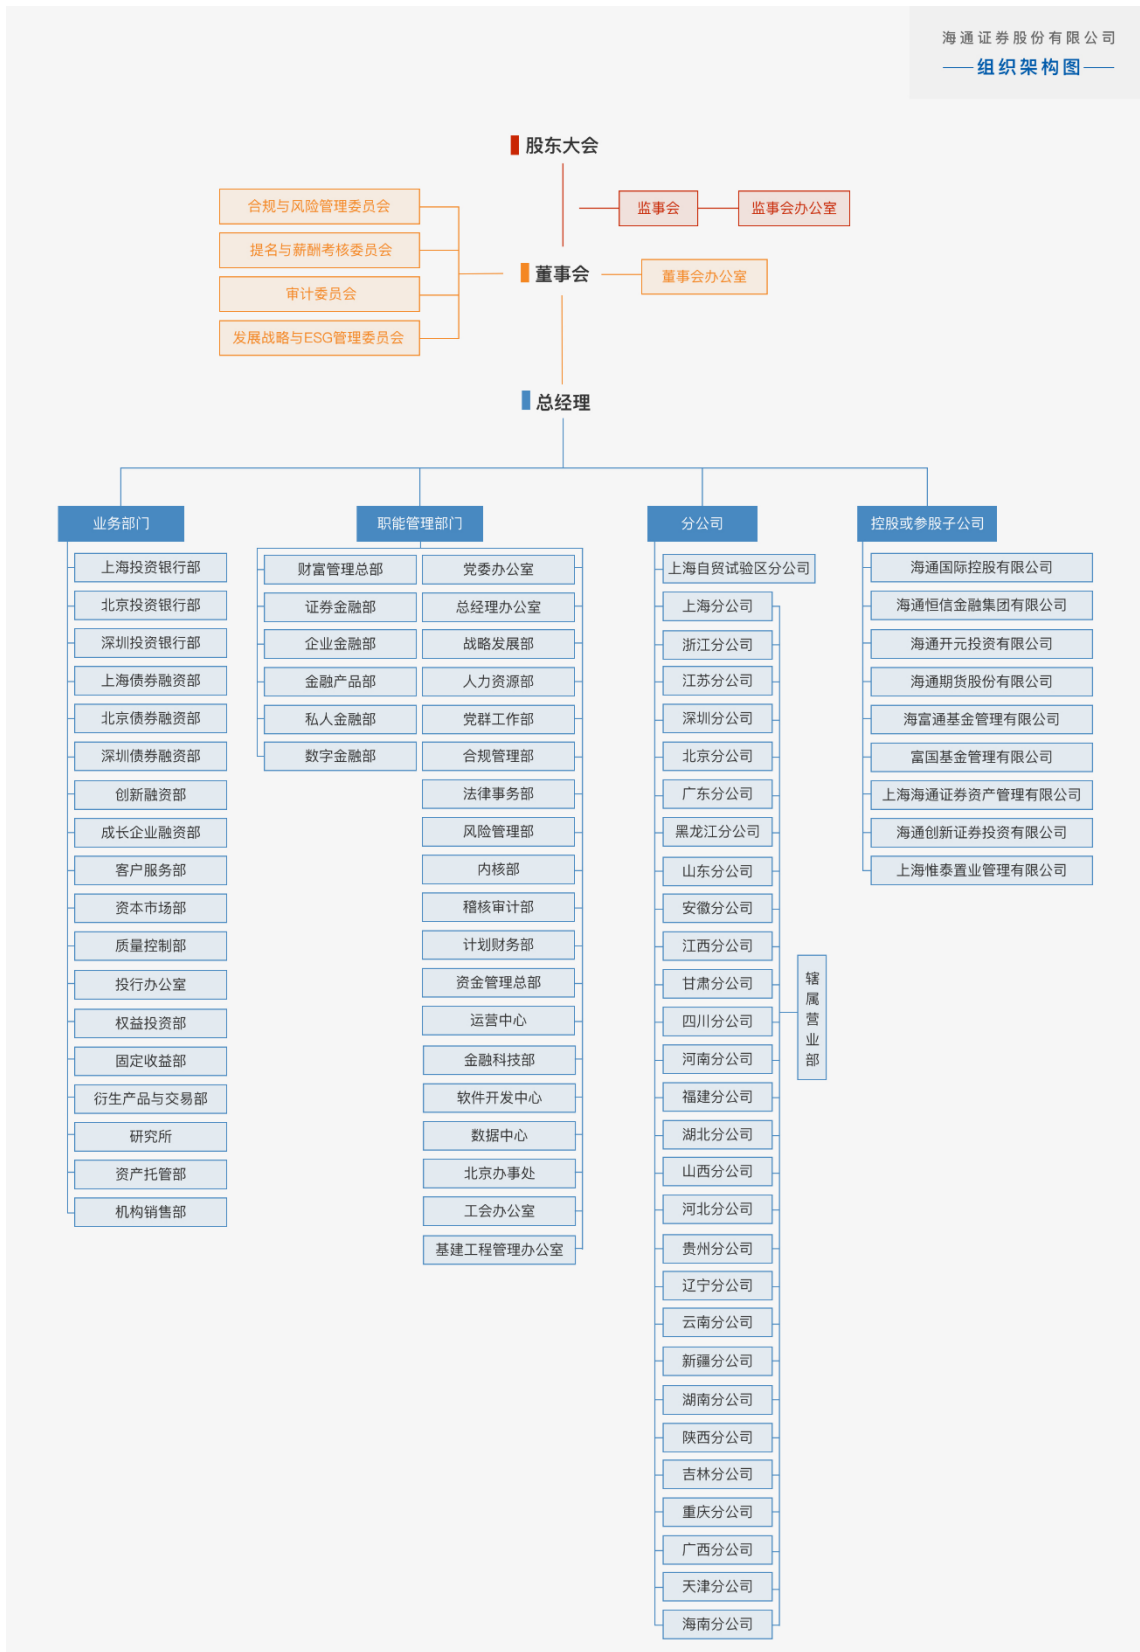 海通证券股份有限公司
组织架构图
股东大会
监事会
监事会办公室
合规与风险管理委员会
提名与薪酬考核委员会
审计委员会
发展战略与ESG管理委员会
董事会
董事会办公室
总经理
业务部门
上海投资银行部
北京投资银行部
深圳投资银行部
上海债券融资部
北京债券融资部
深圳债券融资部
创新融资部
成长企业融资部
客户服务部
资本市场部
质量控制部
投行办公室
权益投资部
固定收益部
衍生产品与交易部
研究所
资产托管部
机构销售部
职能管理部门
财富管理总部
证券金融部
企业金融部
金融产品部
私人金融部
数字金融部
党委办公室
总经理办公室
战略发展部
人力资源部
党群工作部
合规管理部
法律事务部
风险管理部
内核部
稽核审计部
计划财务部
资金管理总部
运营中心
金融科技部
软件开发中心
数据中心
北京办事处
工会办公室
基建工程管理办公室
分公司
上海自贸试验区分公司
上海分公司
浙江分公司
江苏分公司
深圳分公司
北京分公司
广东分公司
黑龙江分公司
山东分公司
安徽分公司
江西分公司
甘肃分公司
四川分公司
河南分公司
福建分公司
湖北分公司
山西分公司
河北分公司
贵州分公司
辽宁分公司
云南分公司
新疆分公司
湖南分公司
陕西分公司
吉林分公司
重庆分公司
广西分公司
天津分公司
海南分公司
辖属营业部
控股或参股子公司
海通国际控股有限公司
海通恒信金融集团有限公司
海通开元投资有限公司
海通期货股份有限公司
海富通基金管理有限公司
富国基金管理有限公司
上海海通证券资产管理有限公司
海通创新证券投资有限公司
上海惟泰置业管理有限公司